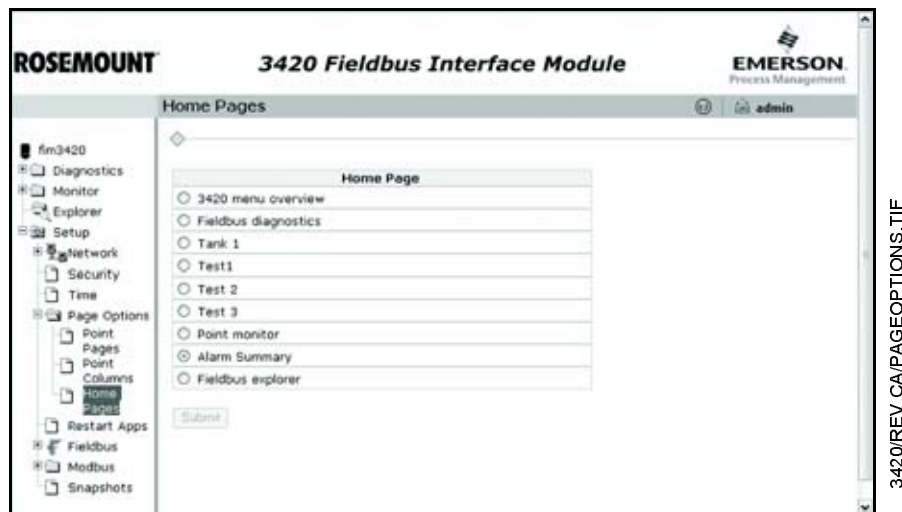 ROSEMOUNT
3420 Fieldbus Interface Module
EMERSON.
Process Management
Home Pages
admin
fim3420
Diagnostics
Monitor
Explorer
Setup
Network
Security
Time
Page Options
Point
Pages
Point
Columns
Home
Pages
Restart Apps
Fieldbus
Modbus
Snapshots
Home Page
3420 menu overview
Fieldbus diagnostics
Tank 1
Test1
Test 2
Test 3
Point monitor
Alarm Summary
Fieldbus explorer
Submit
3420/REV CA/PAGEOPTIONS.TIF